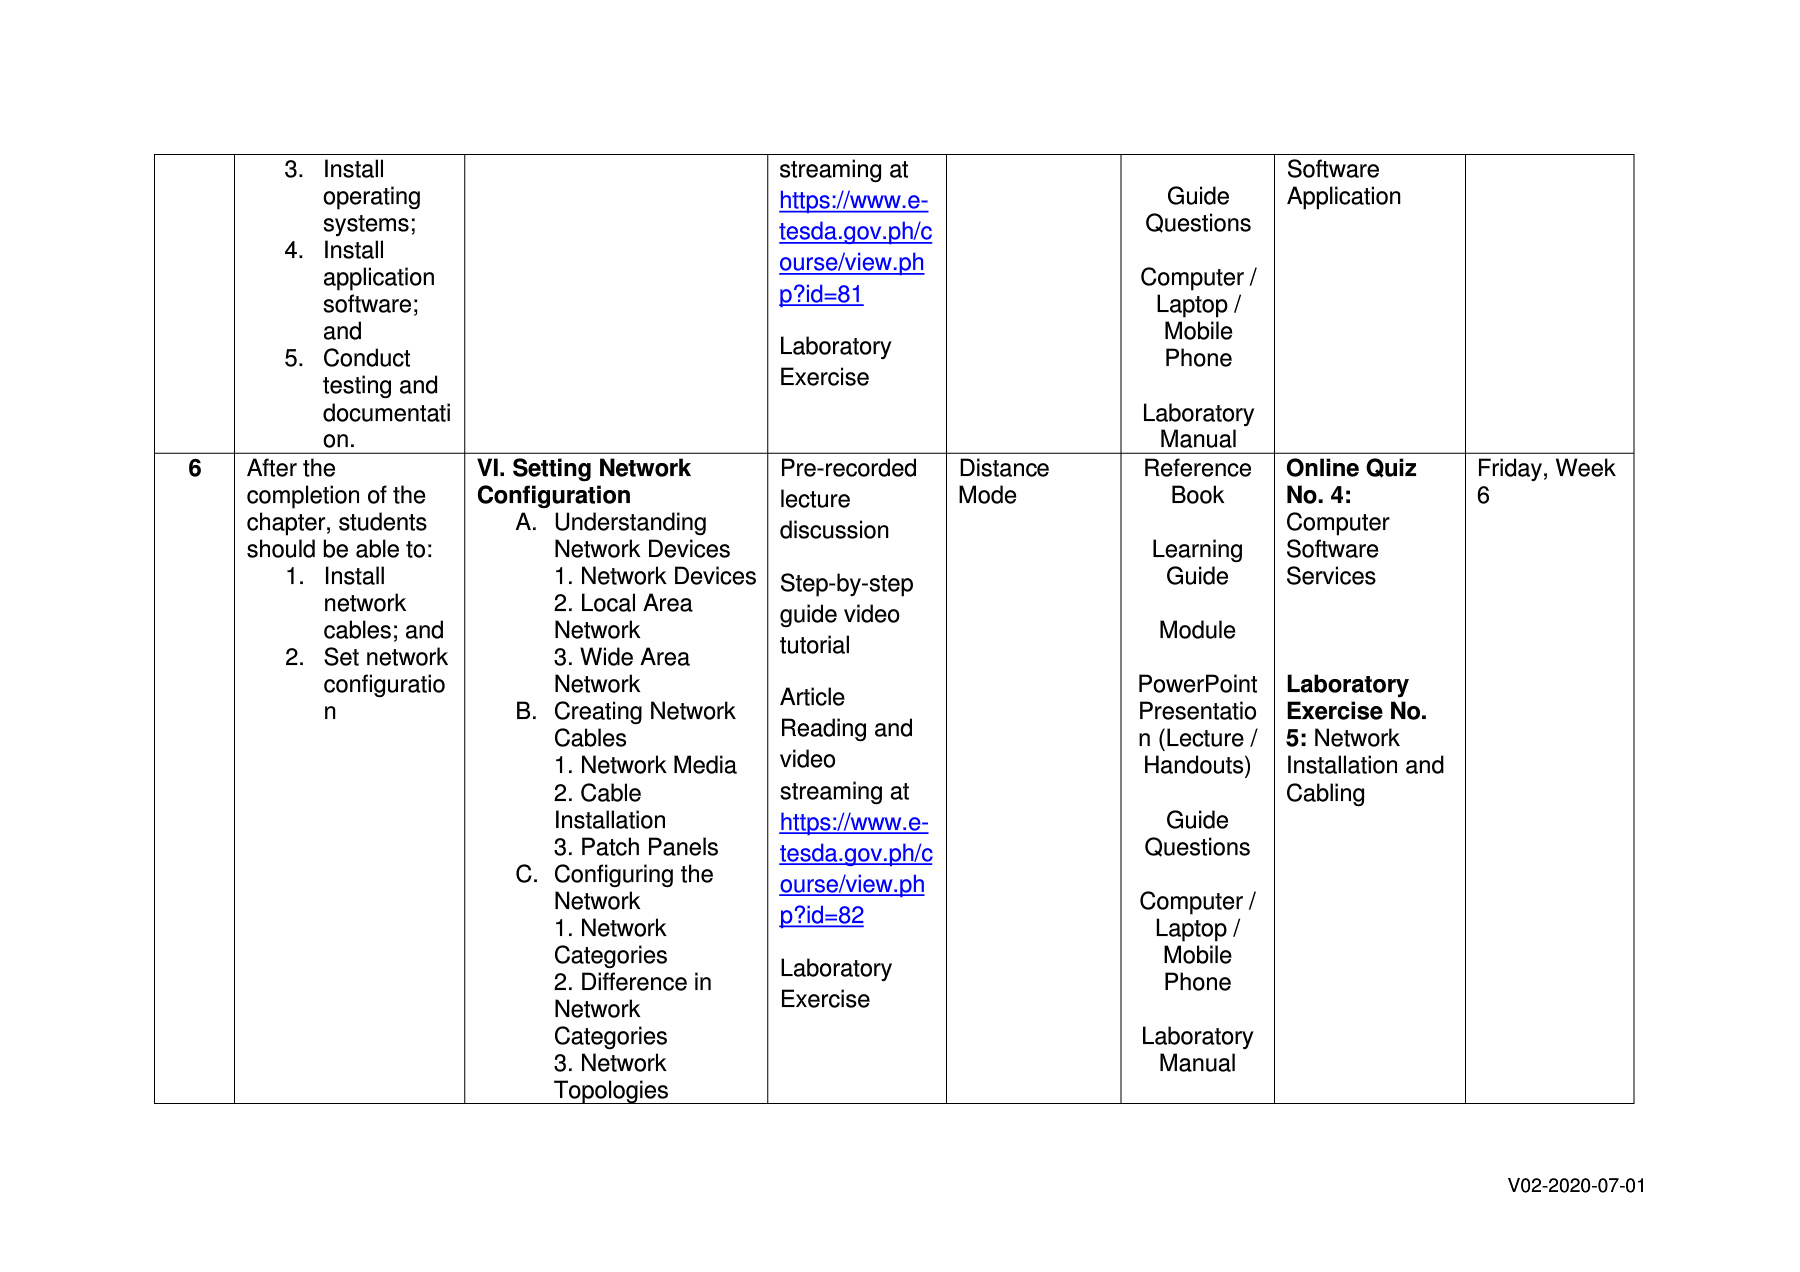 3. Install
operating
systems;
4. Install
application
software;
and
5. Conduct
testing and
documentati
on.
streaming at
https://www.e-
tesda.gov.ph/c
ourse/view.ph
p?id=81
Laboratory
Exercise
Guide
Questions
Computer /
Laptop /
Mobile
Phone
Laboratory
Manual
Software
Application
6
After the
completion of the
chapter, students
should be able to:
1. Install
network
cables; and
2. Set network
configuratio
n
VI. Setting Network
Configuration
A. Understanding
Network Devices
1. Network Devices
2. Local Area
Network
3. Wide Area
Network
B. Creating Network
Cables
1. Network Media
2. Cable
Installation
3. Patch Panels
C. Configuring the
Network
1. Network
Categories
2. Difference in
Network
Categories
3. Network
Topologies
Pre-recorded
lecture
discussion
Step-by-step
guide video
tutorial
Article
Reading and
video
streaming at
https://www.e-
tesda.gov.ph/c
ourse/view.ph
p?id=82
Laboratory
Exercise
Distance
Mode
Reference
Book
Learning
Guide
Module
PowerPoint
Presentatio
n (Lecture /
Handouts)
Guide
Questions
Computer /
Laptop /
Mobile
Phone
Laboratory
Manual
Online Quiz
No. 4:
Computer
Software
Services
Laboratory
Exercise No.
5: Network
Installation and
Cabling
Friday, Week
6
V02-2020-07-01